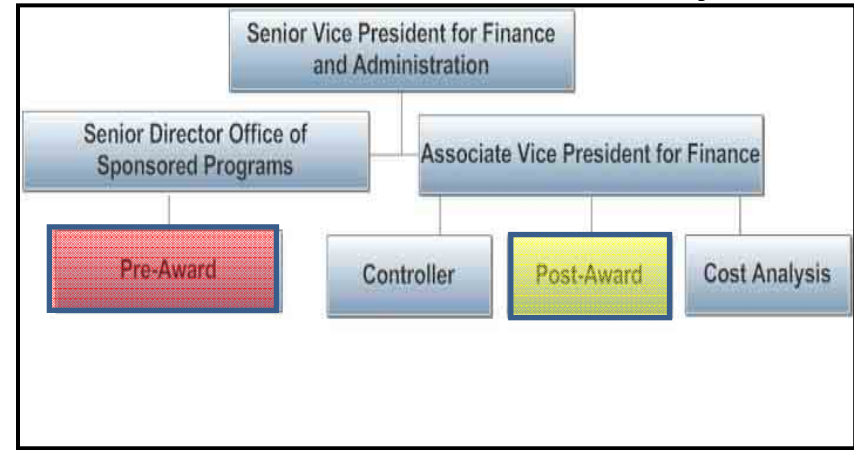 Senior Vice President for Finance
and Administration
Senior Director Office of
Sponsored Programs
Associate Vice President for Finance
Pre-Award
Controller
Post-Award
Cost Analysis